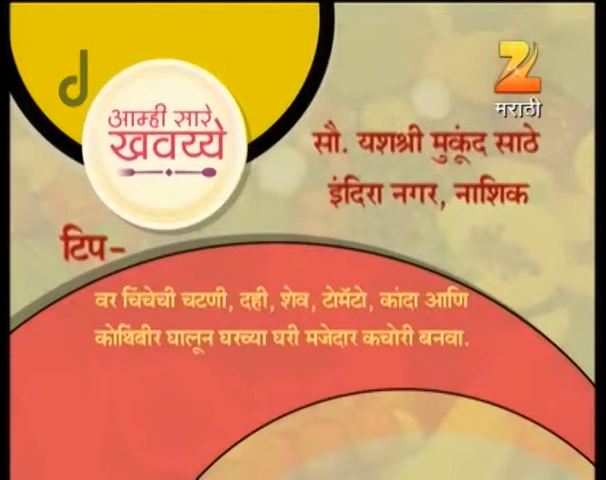 आम्ही सारे
खवय्ये
मराठी
सौ. यशश्री मुकूंद साठे
इंदिरा नगर, नाशिक
टिप-
वर चिंचेची चटणी, दही, शेव, टोमॅटो, कांदा आणि
कोथिंबीर घालून घरच्या घरी मजेदार कचोरी बनवा.